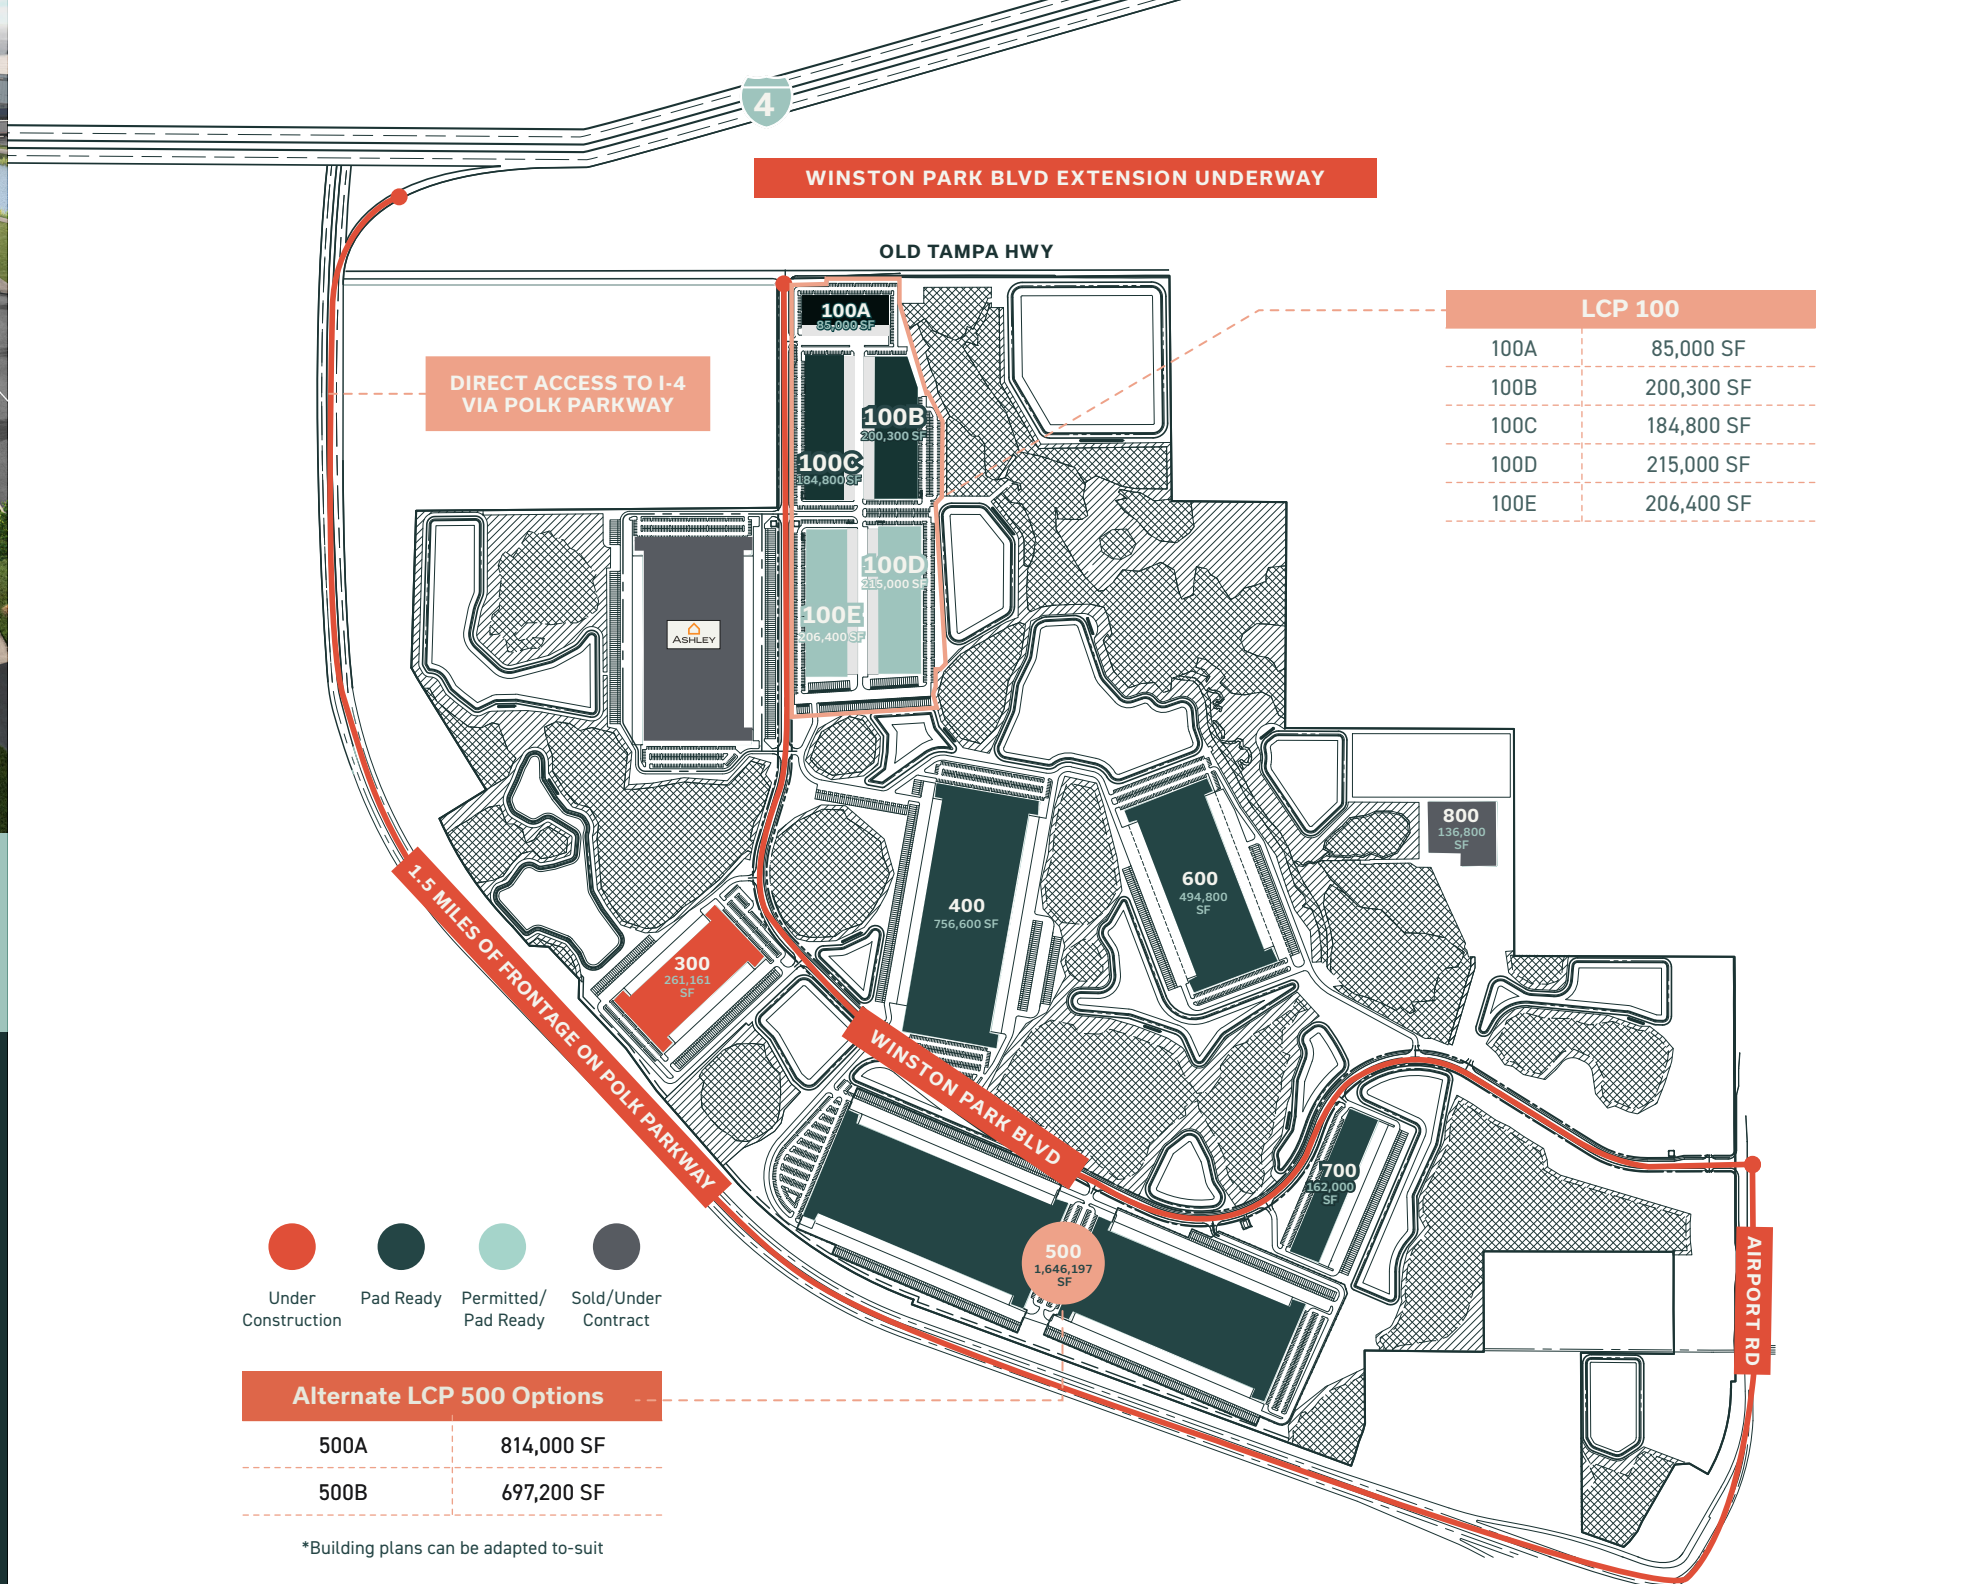 4
WINSTON PARK BLVD EXTENSION UNDERWAY
OLD TAMPA HWY
DIRECT ACCESS TO I-4
VIA POLK PARKWAY
LCP 100
100A 85,000 SF
100B 200,300 SF
100C 184,800 SF
100D 215,000 SF
100E 206,400 SF
100A
85,000 SF
100B
200,300 SF
100C
184,800 SF
100D
215,000 SF
100E
206,400 SF
ASHLEY
800
136,800
SF
600
494,800
SF
400
756,600 SF
300
261,161
SF
1.5 MILES OF FRONTAGE ON POLK PARKWAY
WINSTON PARK BLVD
700
162,000
SF
500
1,646,197
SF
AIRPORT RD
Under
Construction
Pad Ready
Permitted/
Pad Ready
Sold/Under
Contract
Alternate LCP 500 Options
500A 814,000 SF
500B 697,200 SF
*Building plans can be adapted to-suit